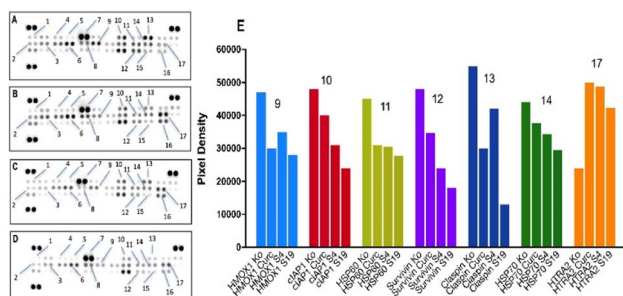 A
1 4 5 7 9 10 11 14 13
2 3 6 8 12 15 16 17
B
1 4 5 7 9 10 11 14 13
2 3 6 8 12 15 16 17
C
1 4 5 7 9 10 11 14 13
2 3 6 8 12 15 16 17
D
1 4 5 7 9 10 11 14 13
2 3 6 8 12 15 16 17
E
Pixel Density
60000
50000
40000
30000
20000
10000
0
9
10
11
12
13
14
17
HMOX1 Ko
HMOX1 Curc
HMOX1 S4
HMOX1 S19
cIAP1 Ko
cIAP1 Curc
cIAP1 S4
cIAP1 S19
HSP60 Ko
HSP60 Curc
HSP60 S4
HSP60 S19
Survivin Ko
Survivin Curc
Survivin S4
Survivin S19
Claspin Ko
Claspin Curc
Claspin S4
Claspin S19
HSP70 Ko
HSP70 Curc
HSP70 S4
HSP70 S19
HTRA2 Ko
HTRA2 Curc
HTRA2 S4
HTRA2 S19